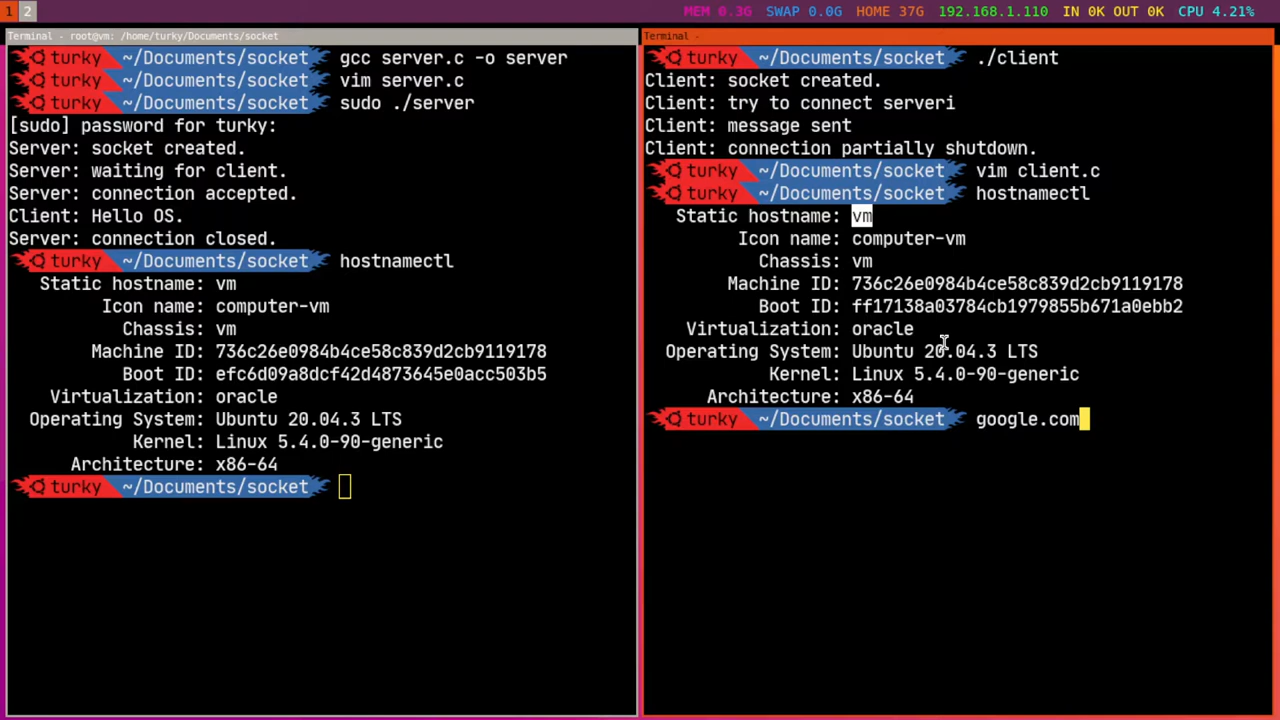 1 2
MEM 0.3G SWAP 0.0G HOME 37G 192.168.1.110 IN 0K OUT 0K CPU 4.21%
Terminal - root@vm: /home/turky/Documents/socket
turky ~/Documents/socket gcc server.c -o server
turky ~/Documents/socket vim server.c
turky ~/Documents/socket sudo ./server
[sudo] password for turky:
Server: socket created.
Server: waiting for client.
Server: connection accepted.
Client: Hello OS.
Server: connection closed.
turky ~/Documents/socket hostnamectl
Static hostname: vm
Icon name: computer-vm
Chassis: vm
Machine ID: 736c26e0984b4ce58c839d2cb9119178
Boot ID: efc6d09a8dcf42d4873645e0acc503b5
Virtualization: oracle
Operating System: Ubuntu 20.04.3 LTS
Kernel: Linux 5.4.0-90-generic
Architecture: x86-64
turky ~/Documents/socket
Terminal -
turky ~/Documents/socket ./client
Client: socket created.
Client: try to connect serveri
Client: message sent
Client: connection partially shutdown.
turky ~/Documents/socket vim client.c
turky ~/Documents/socket hostnamectl
Static hostname: vm
Icon name: computer-vm
Chassis: vm
Machine ID: 736c26e0984b4ce58c839d2cb9119178
Boot ID: ff17138a03784cb1979855b671a0ebb2
Virtualization: oracle
Operating System: Ubuntu 20.04.3 LTS
Kernel: Linux 5.4.0-90-generic
Architecture: x86-64
turky ~/Documents/socket google.com